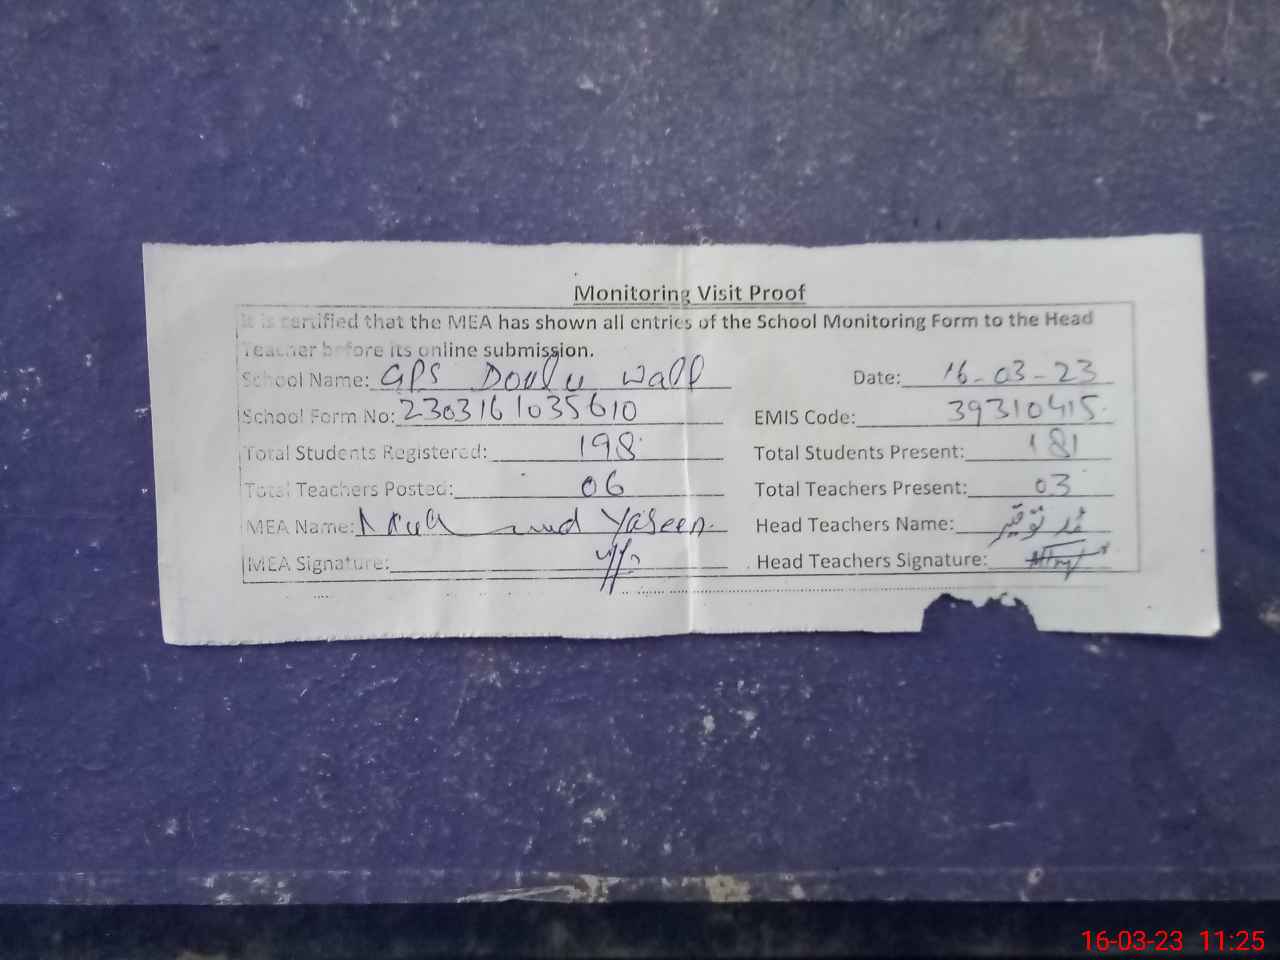 Monitoring Visit Proof
It is certified that the MEA has shown all entries of the School Monitoring Form to the Head
Teacher before its online submission.
School Name: GPS Date: 16-03-23
School Form No: 2303161035610 EMIS Code: 39310415
Total Students Registered: 198 Total Students Present: 181
Total Teachers Posted: 06 Total Teachers Present: 03
MEA Name: Yaseen Head Teachers Name: توقیر
MEA Signature: Head Teachers Signature:
16-03-23 11:25